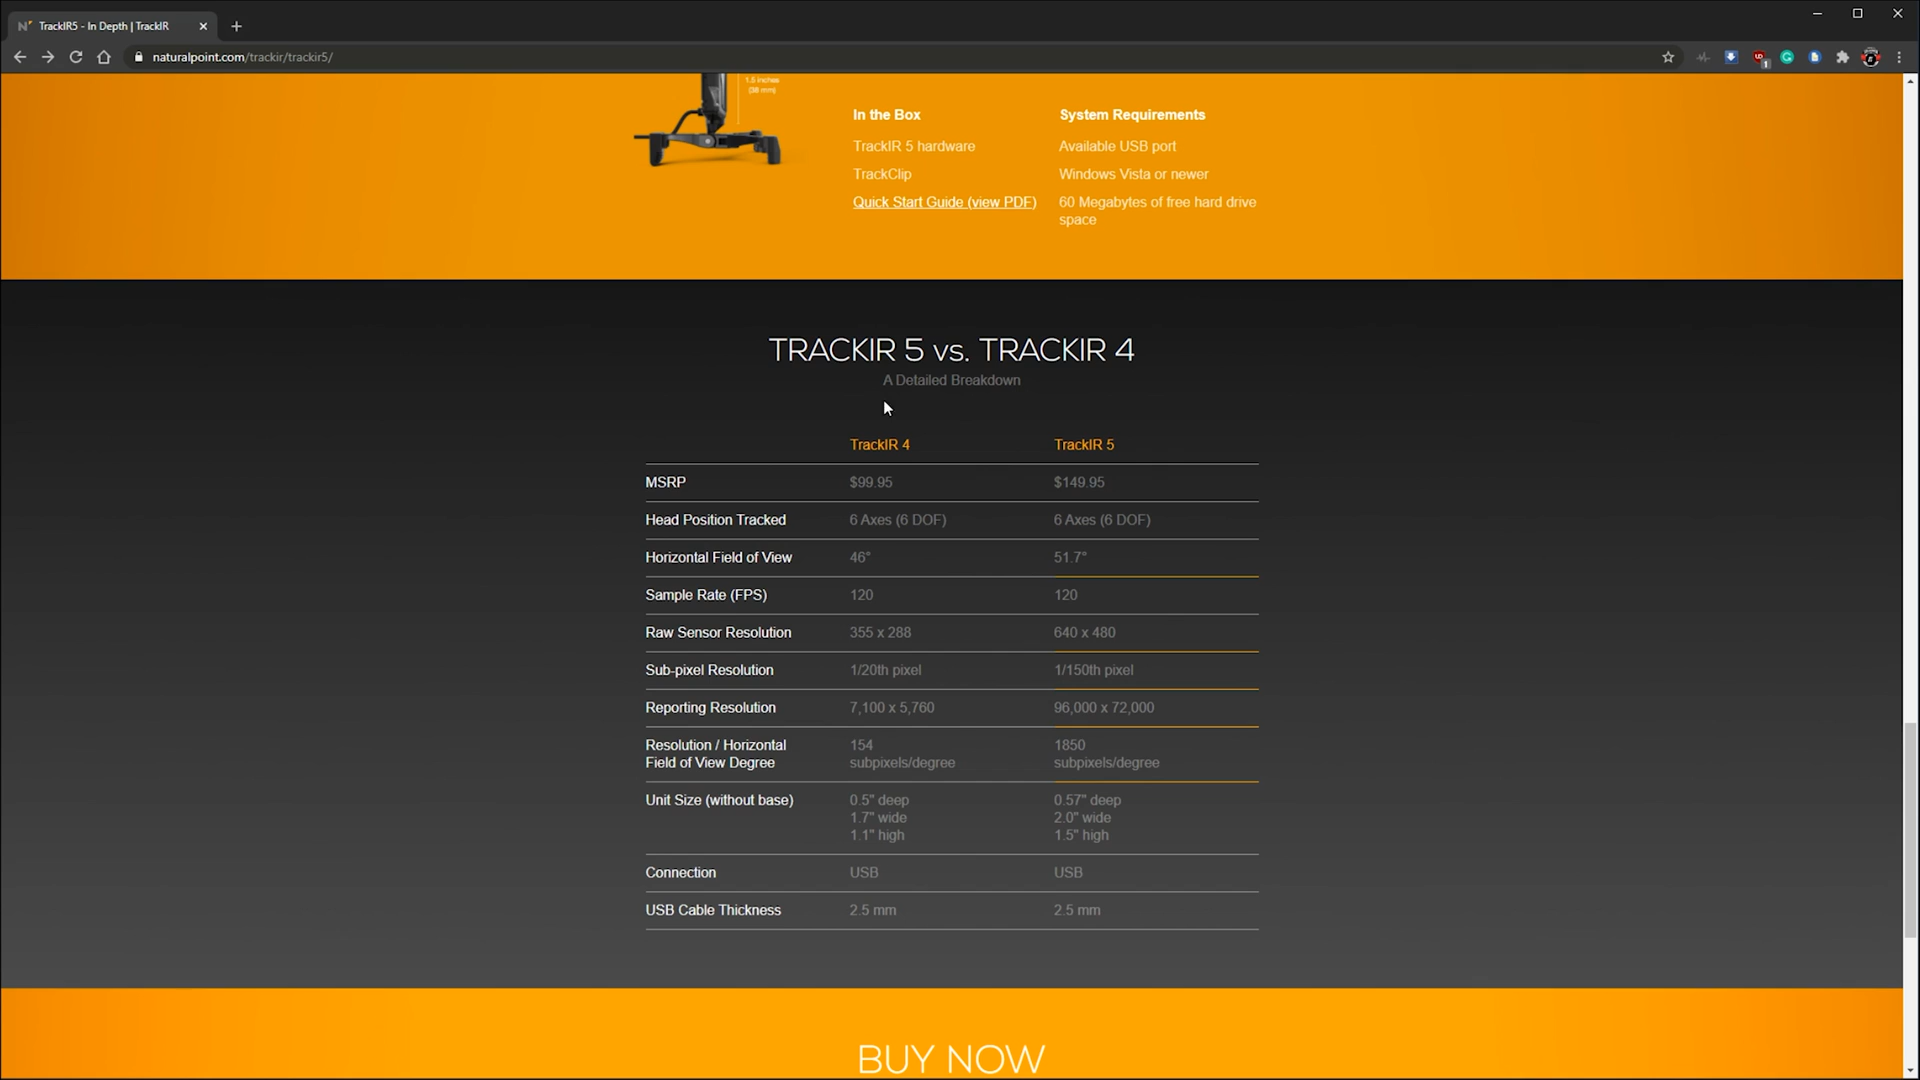 TrackIR5 - In Depth | TrackIR
naturalpoint.com/trackir/trackir5/
1
1.5 inches
(38 mm)
In the Box
System Requirements
TrackIR 5 hardware
Available USB port
TrackClip
Windows Vista or newer
Quick Start Guide (view PDF)
60 Megabytes of free hard drive
space
TRACKIR 5 vs. TRACKIR 4
A Detailed Breakdown
TrackIR 4 TrackIR 5
MSRP $99.95 $149.95
Head Position Tracked 6 Axes (6 DOF) 6 Axes (6 DOF)
Horizontal Field of View 46° 51.7°
Sample Rate (FPS) 120 120
Raw Sensor Resolution 355 x 288 640 x 480
Sub-pixel Resolution 1/20th pixel 1/150th pixel
Reporting Resolution 7,100 x 5,760 96,000 x 72,000
Resolution / Horizontal 154 1850
Field of View Degree subpixels/degree subpixels/degree
Unit Size (without base) 0.5" deep 0.57" deep
1.7" wide 2.0" wide
1.1" high 1.5" high
Connection USB USB
USB Cable Thickness 2.5 mm 2.5 mm
BUY NOW